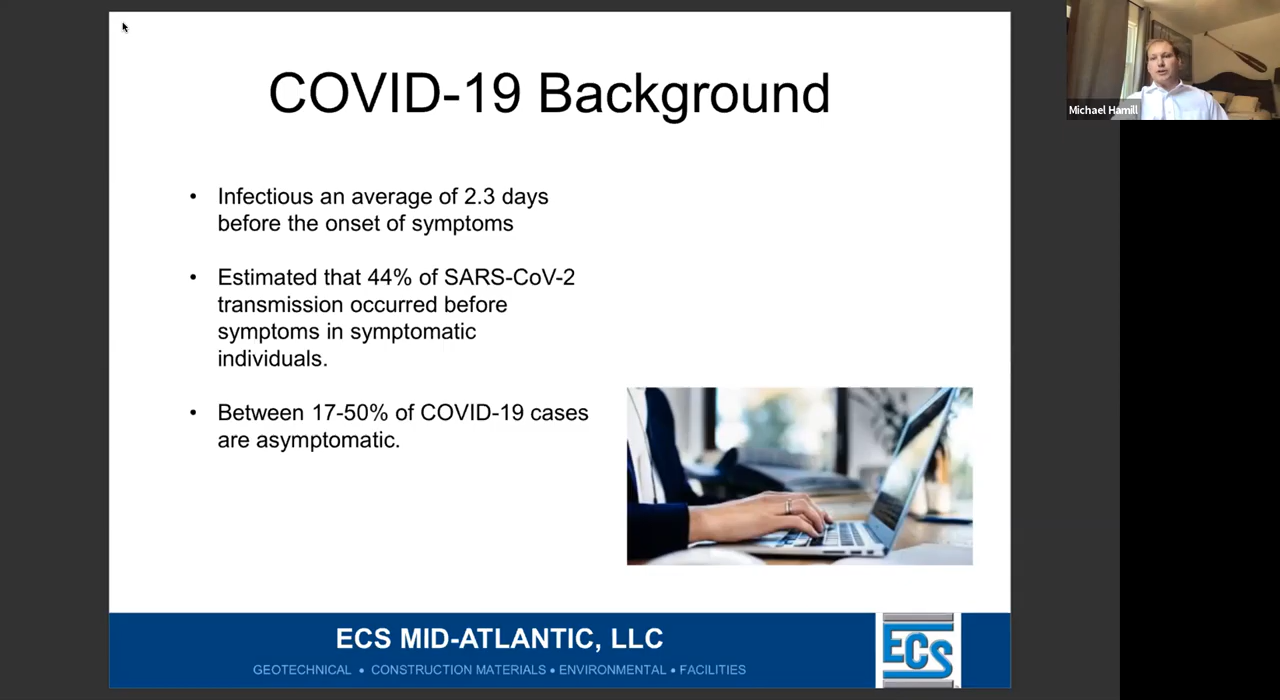 COVID-19 Background
Michael Hamill
• Infectious an average of 2.3 days
before the onset of symptoms
• Estimated that 44% of SARS-CoV-2
transmission occurred before
symptoms in symptomatic
individuals.
• Between 17-50% of COVID-19 cases
are asymptomatic.
ECS MID-ATLANTIC, LLC
GEOTECHNICAL • CONSTRUCTION MATERIALS • ENVIRONMENTAL • FACILITIES
ECS